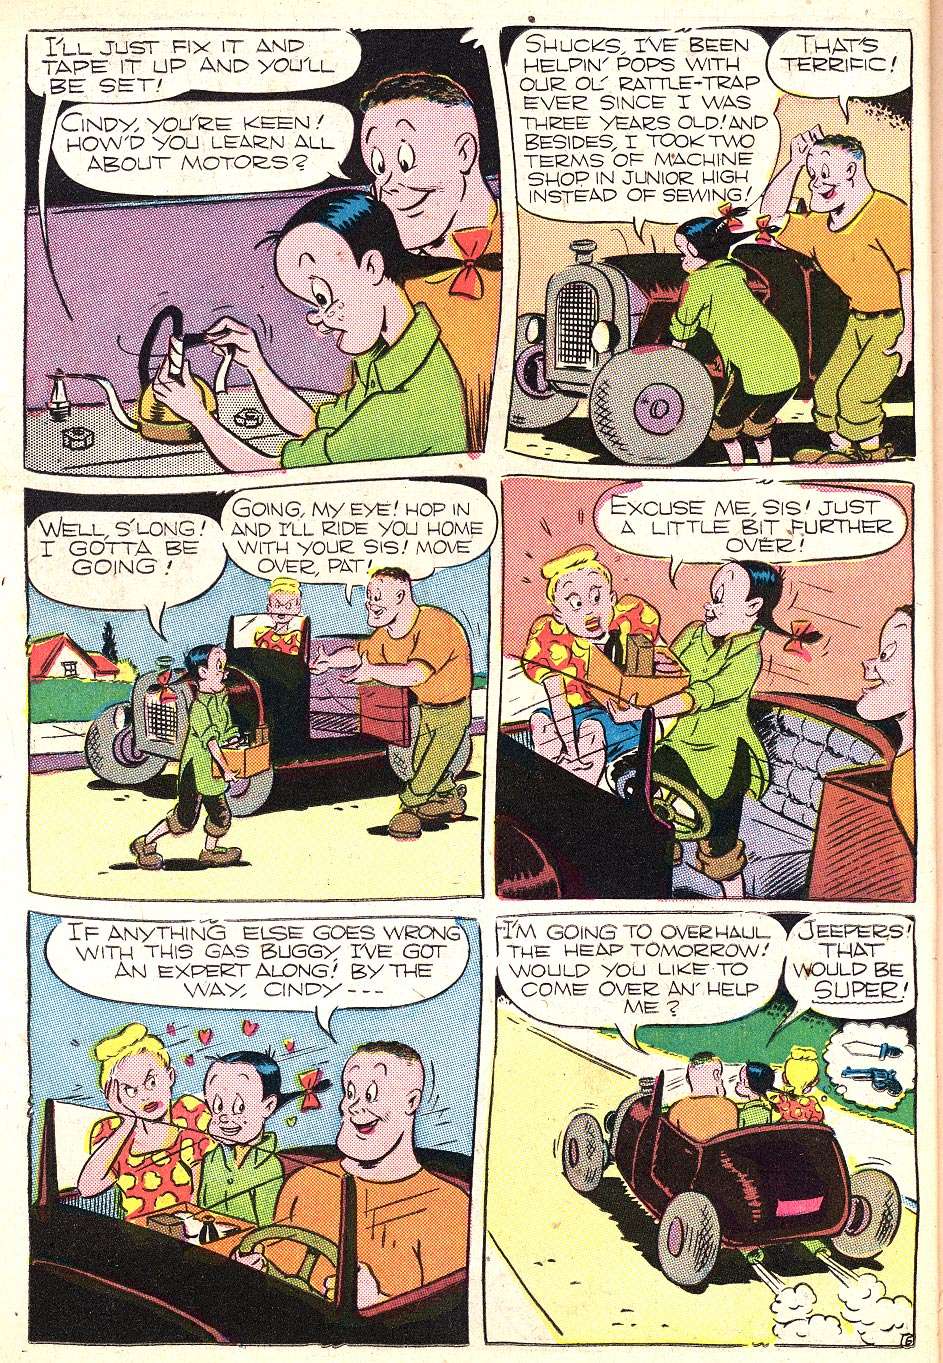 I'LL JUST FIX IT AND
TAPE IT UP AND YOU'LL
BE SET!
CINDY, YOU'RE KEEN!
HOW'D YOU LEARN ALL
ABOUT MOTORS?
SHUCKS, I'VE BEEN
HELPIN' POPS WITH
OUR OL' RATTLE-TRAP
EVER SINCE I WAS
THREE YEARS OLD! AND
BESIDES, I TOOK TWO
TERMS OF MACHINE
SHOP IN JUNIOR HIGH
INSTEAD OF SEWING!
THAT'S
TERRIFIC!
WELL, S'LONG!
I GOTTA BE
GOING!
GOING, MY EYE! HOP IN
AND I'LL RIDE YOU HOME
WITH YOUR SIS! MOVE
OVER, PAT!
EXCUSE ME, SIS! JUST
A LITTLE BIT FURTHER
OVER!
IF ANYTHING ELSE GOES WRONG
WITH THIS GAS BUGGY, I'VE GOT
AN EXPERT ALONG! BY THE
WAY, CINDY ---
I'M GOING TO OVERHAUL
THE HEAP TOMORROW!
WOULD YOU LIKE TO
COME OVER AN' HELP
ME?
JEEPERS!
THAT
WOULD BE
SUPER!
6